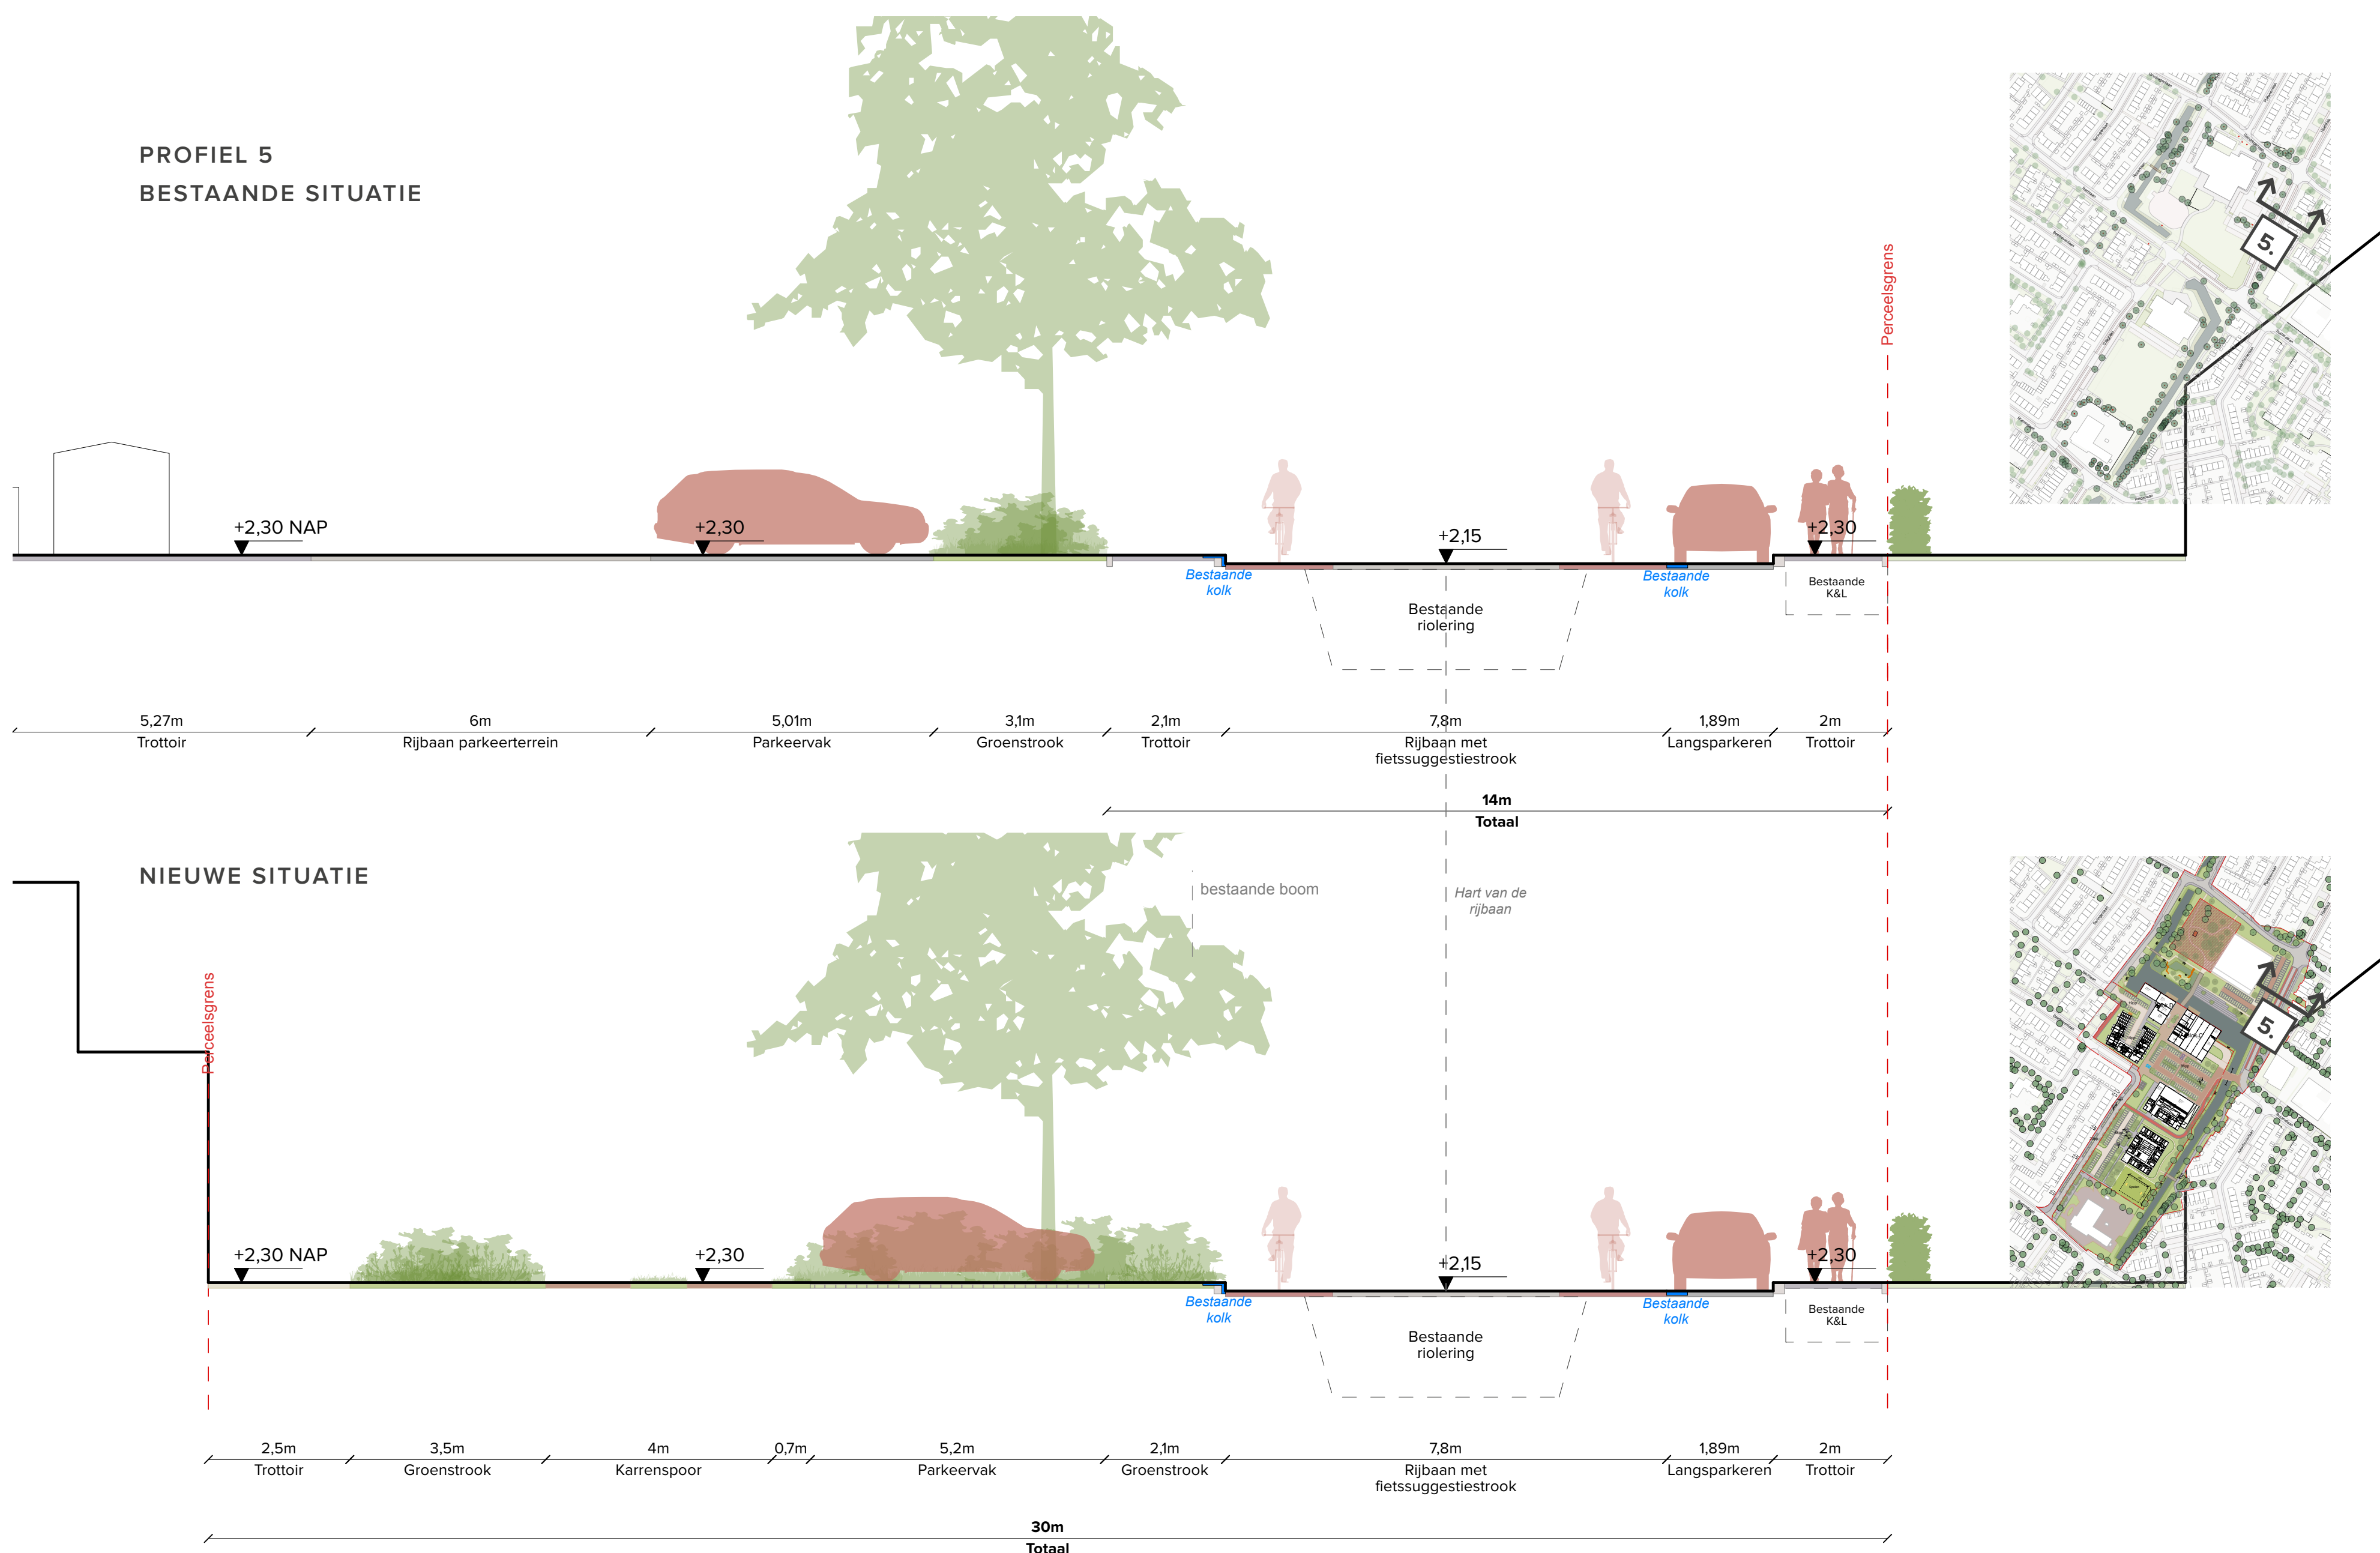 PROFIEL 5
BESTAANDE SITUATIE
Perceelsgrens
5.
+2,30 NAP
+2,30
+2,15
+2,30
Bestaande
kolk
Bestaande
kolk
Bestaande
K&L
Bestaande
riolering
5,27m
6m
5,01m
3,1m
2,1m
7,8m
1,89m
2m
Trottoir
Rijbaan parkeerterrein
Parkeervak
Groenstrook
Trottoir
Rijbaan met
fietssuggestiestrook
Langsparkeren
Trottoir
14m
Totaal
NIEUWE SITUATIE
bestaande boom
Hart van de
rijbaan
Perceelsgrens
5.
+2,30 NAP
+2,30
+2,15
+2,30
Bestaande
kolk
Bestaande
kolk
Bestaande
K&L
Bestaande
riolering
2,5m
3,5m
4m
0,7m
5,2m
2,1m
7,8m
1,89m
2m
Trottoir
Groenstrook
Karrenspoor
Parkeervak
Groenstrook
Rijbaan met
fietssuggestiestrook
Langsparkeren
Trottoir
30m
Totaal